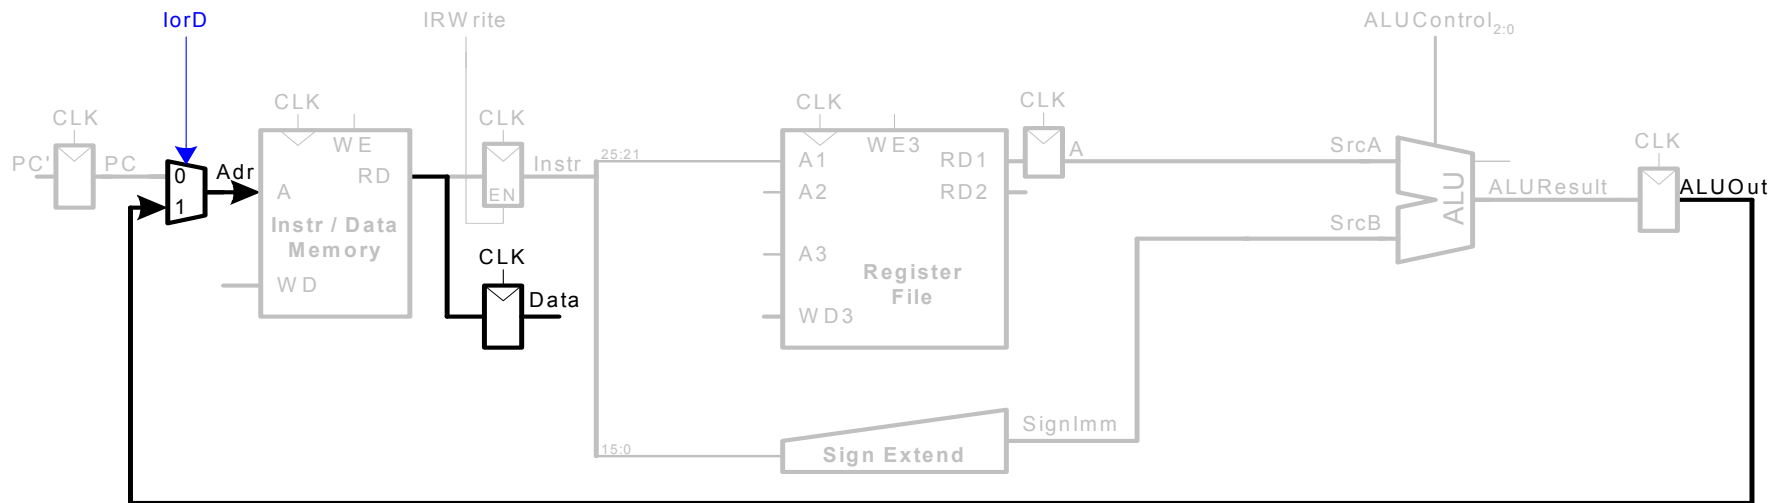 IorD
IRWrite
ALUControl2:0
CLK
CLK
CLK
CLK
CLK
CLK
PC'
PC
0
1
Adr
WE
RD
A
Instr / Data
Memory
WD
EN
Instr
CLK
Data
25:21
15:0
WE3
A1
RD1
A2
RD2
A3
Register
File
WD3
A
Sign Extend
SignImm
SrcA
SrcB
ALU
ALUResult
ALUOut